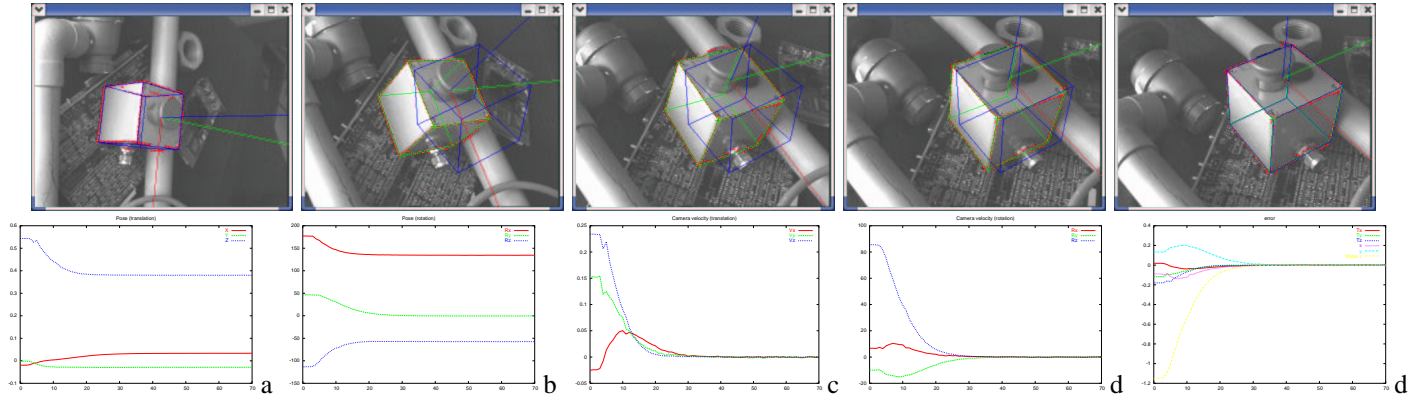 Pose (translation)
0.6
0.5
0.4
0.3
0.2
0.1
0
-0.1
0 10 20 30 40 50 60 70
X
Y
Z
a
Pose (rotation)
200
150
100
50
0
-50
-100
-150
0 10 20 30 40 50 60 70
Rx
Ry
Rz
b
Camera velocity (translation)
0.25
0.2
0.15
0.1
0.05
0
-0.05
0 10 20 30 40 50 60 70
Vx
Vy
Vz
c
Camera velocity (rotation)
100
80
60
40
20
0
-20
0 10 20 30 40 50 60 70
Rx
Ry
Rz
d
error
0.4
0.2
0
-0.2
-0.4
-0.6
-0.8
-1
-1.2
0 10 20 30 40 50 60 70
Tx
Ty
Tz
x
y
d